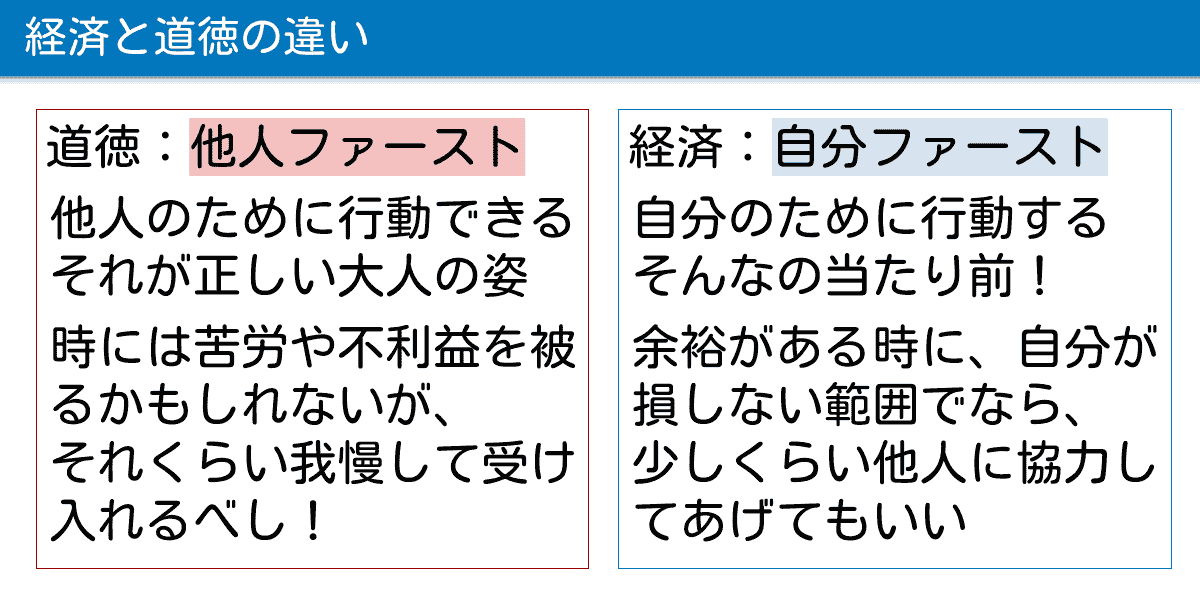 経済と道徳の違い
道徳：他人ファースト
他人のために行動できる
それが正しい大人の姿
時には苦労や不利益を被
るかもしれないが、
それくらい我慢して受け
入れるべし！
経済：自分ファースト
自分のために行動する
そんなの当たり前！
余裕がある時に、自分が
損しない範囲でなら、
少しくらい他人に協力し
てあげてもいい